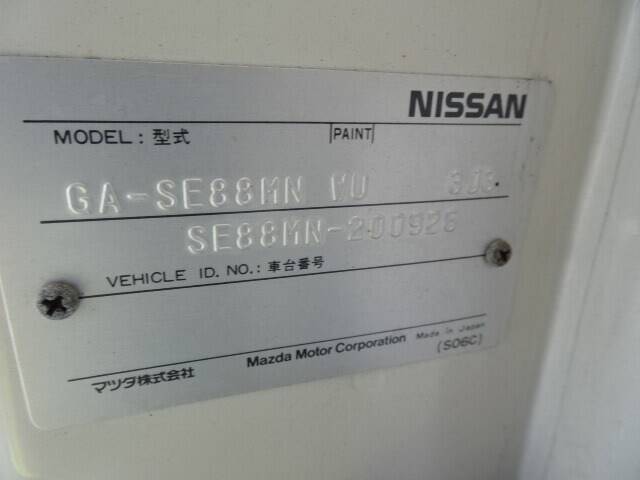 NISSAN
MODEL: 型式 PAINT
GA-SE88MN WU
SE88MN-200928
VEHICLE ID. NO.: 車台番号
マツダ株式会社 Mazda Motor Corporation Made in Japan
(S06C)